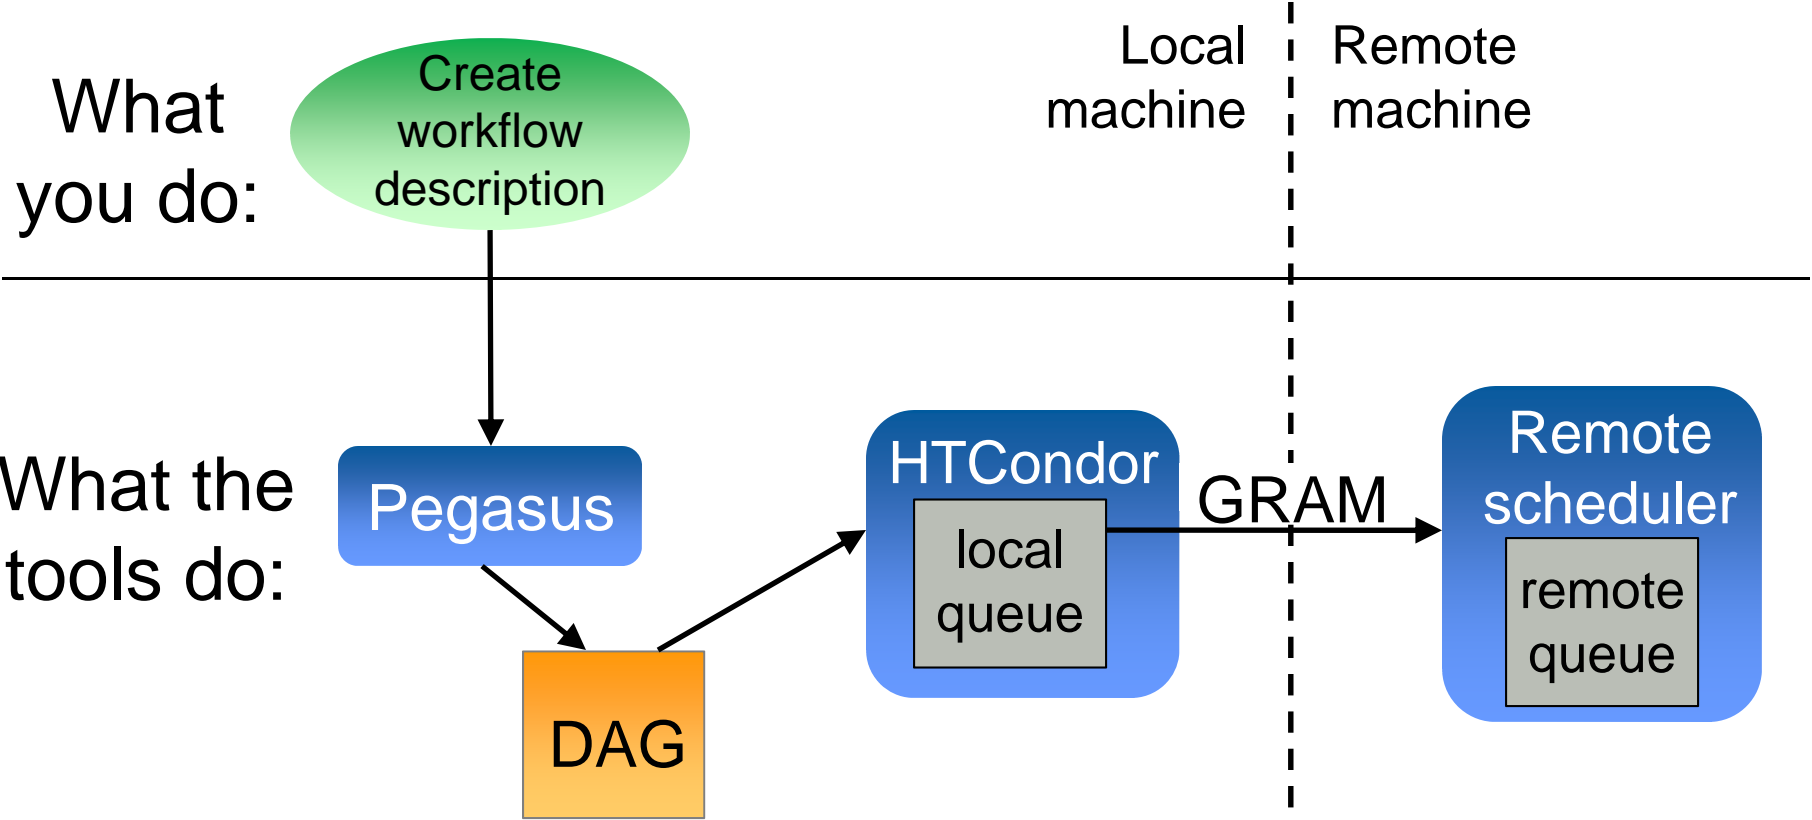 What
you do:
Create
workflow
description
Local
machine
Remote
machine
What the
tools do:
Pegasus
DAG
HTCondor
local
queue
GRAM
Remote
scheduler
remote
queue